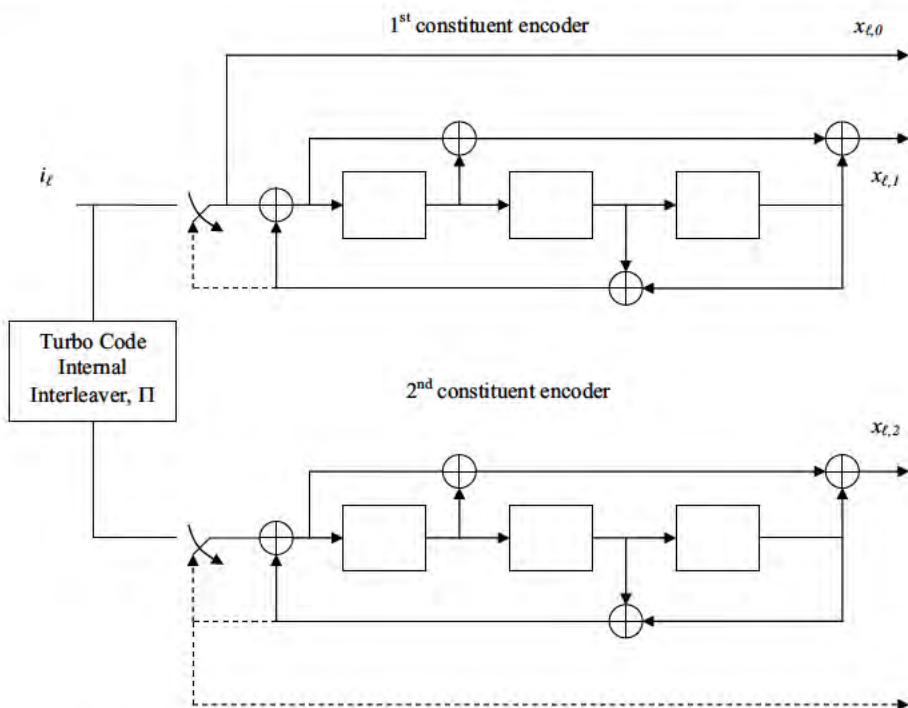 1st constituent encoder
xℓ,0
iℓ
xℓ,1
Turbo Code
Internal
Interleaver, Π
2nd constituent encoder
xℓ,2